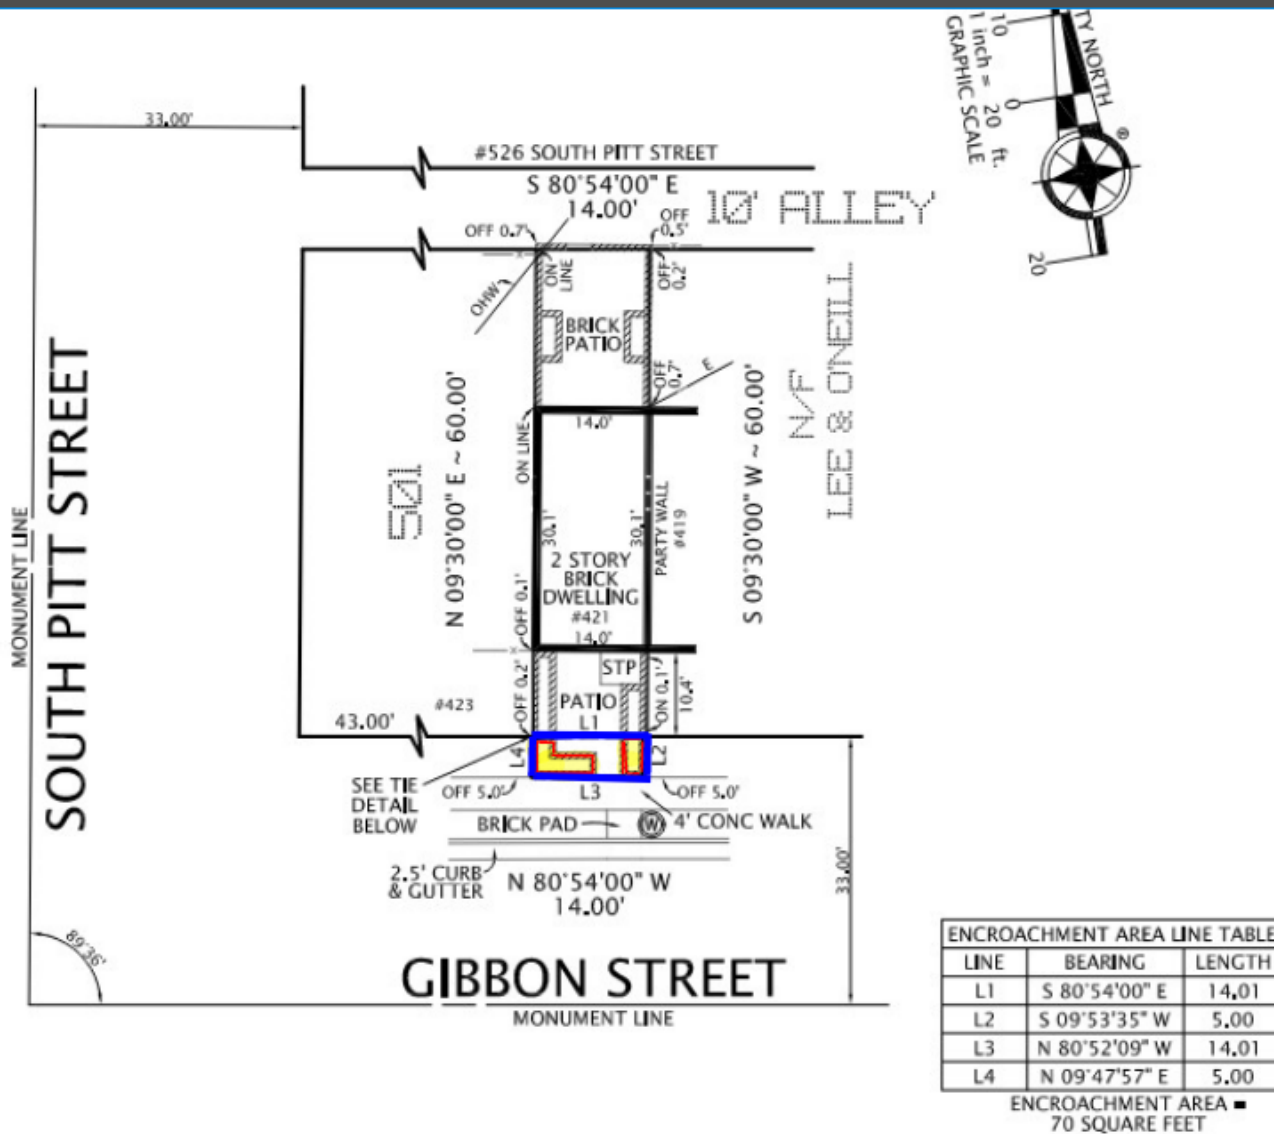 TY NORTH
10
0
20
1 inch = 20 ft.
GRAPHIC SCALE
®
33.00'
#526 SOUTH PITT STREET
S 80°54'00" E
14.00'
10' ALLEY
OFF 0.7'
OFF
0.5'
ON
LINE
OFF
0.2'
OHW
BRICK
PATIO
OFF
0.7'
E
14.0'
ON LINE
501
N 09°30'00" E ~ 60.00'
30.1'
30.1'
PARTY WALL
#419
S 09°30'00" W ~ 60.00'
N/F
LEE & O'NEILL
2 STORY
BRICK
DWELLING
#421
14.0'
OFF 0.1'
SOUTH PITT STREET
MONUMENT LINE
OFF 0.2'
STP
PATIO
ON 0.1'
10.4'
#423
43.00'
L1
L4
L2
L3
SEE TIE
DETAIL
BELOW
OFF 5.0'
OFF 5.0'
BRICK PAD
W
4' CONC WALK
2.5' CURB
& GUTTER
N 80°54'00" W
14.00'
33.00'
89°36'
GIBBON STREET
MONUMENT LINE
ENCROACHMENT AREA LINE TABLE
LINE BEARING LENGTH
L1 S 80°54'00" E 14.01
L2 S 09°53'35" W 5.00
L3 N 80°52'09" W 14.01
L4 N 09°47'57" E 5.00
ENCROACHMENT AREA =
70 SQUARE FEET